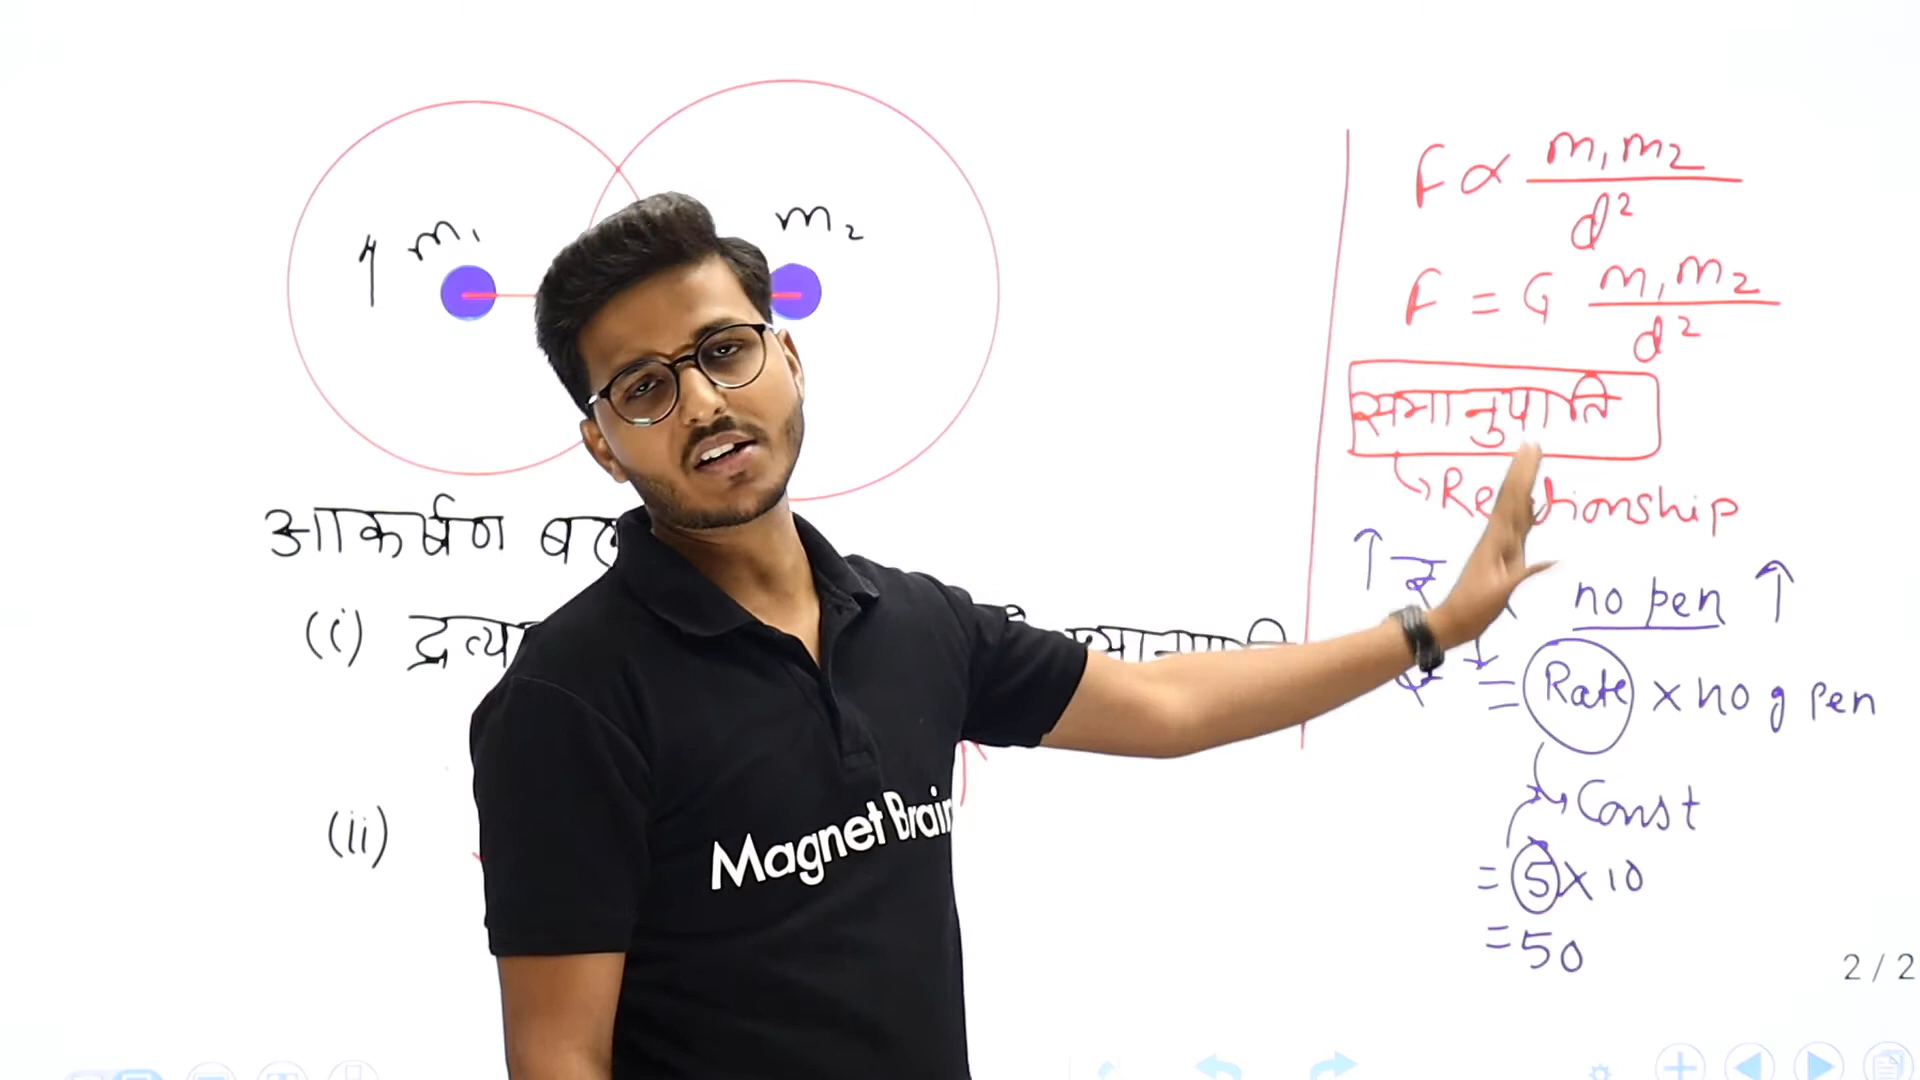 m₁
m₂
आकर्षण बल
(i) द्रव्य
(ii)
Magnet Brain
F ∝ m₁m₂ / d²
F = G m₁m₂ / d²
समानुपाति
↳ Relationship
↑ ₹ no pen ↑
= Rate × no g pen
↳ Const
= 5 × 10
= 50
2 / 2